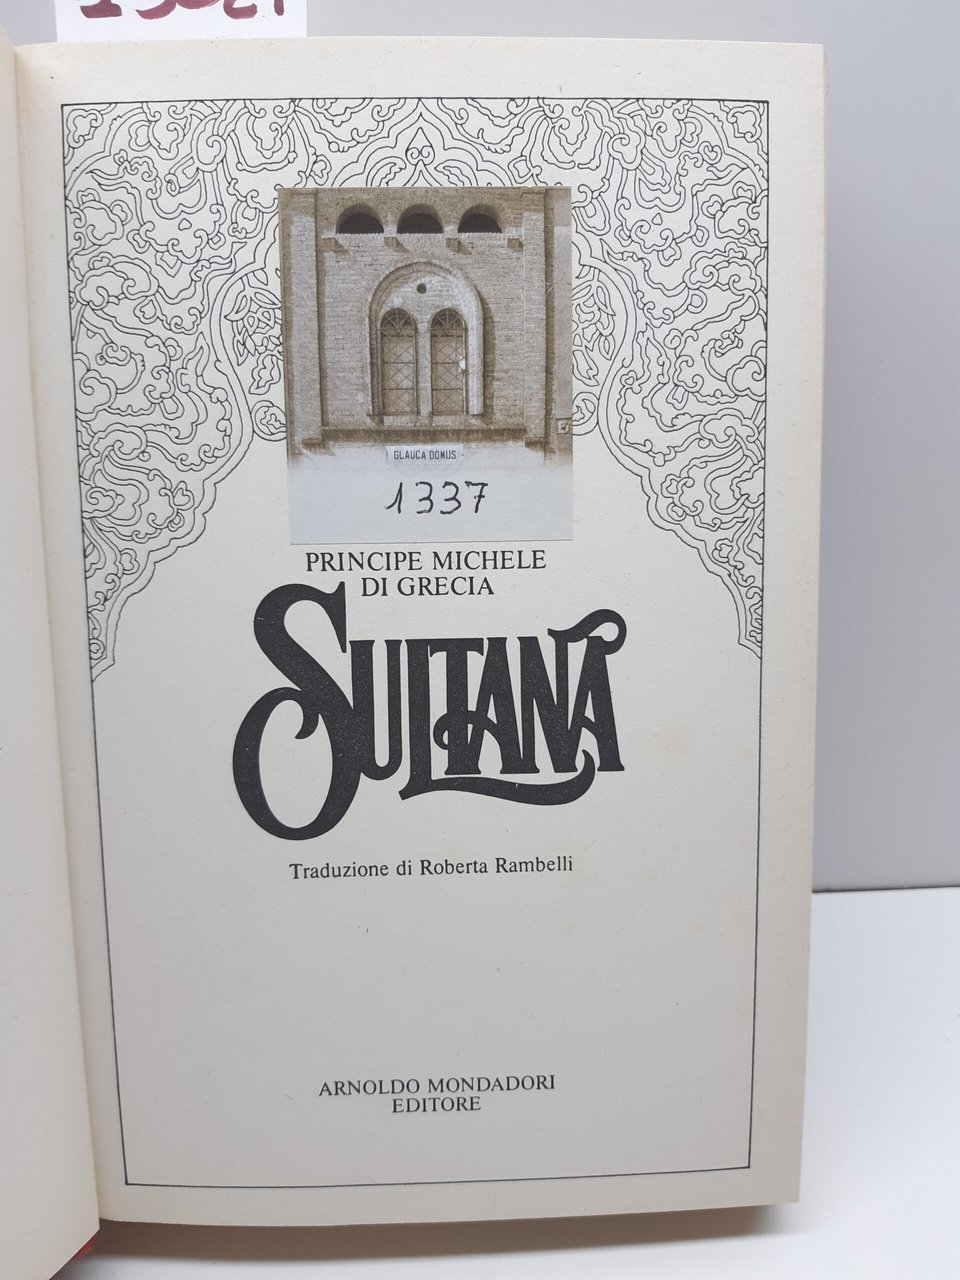 GLAUCA DOMUS
1337
PRINCIPE MICHELE
DI GRECIA
SULTANA
Traduzione di Roberta Rambelli
ARNOLDO MONDADORI
EDITORE